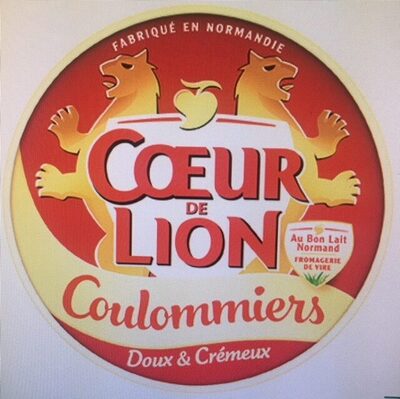 FABRIQUÉ EN NORMANDIE
CŒUR
DE
LION
Au Bon Lait
Normand
FROMAGERIE
DE VIRE
Coulommiers
Doux & Crémeux